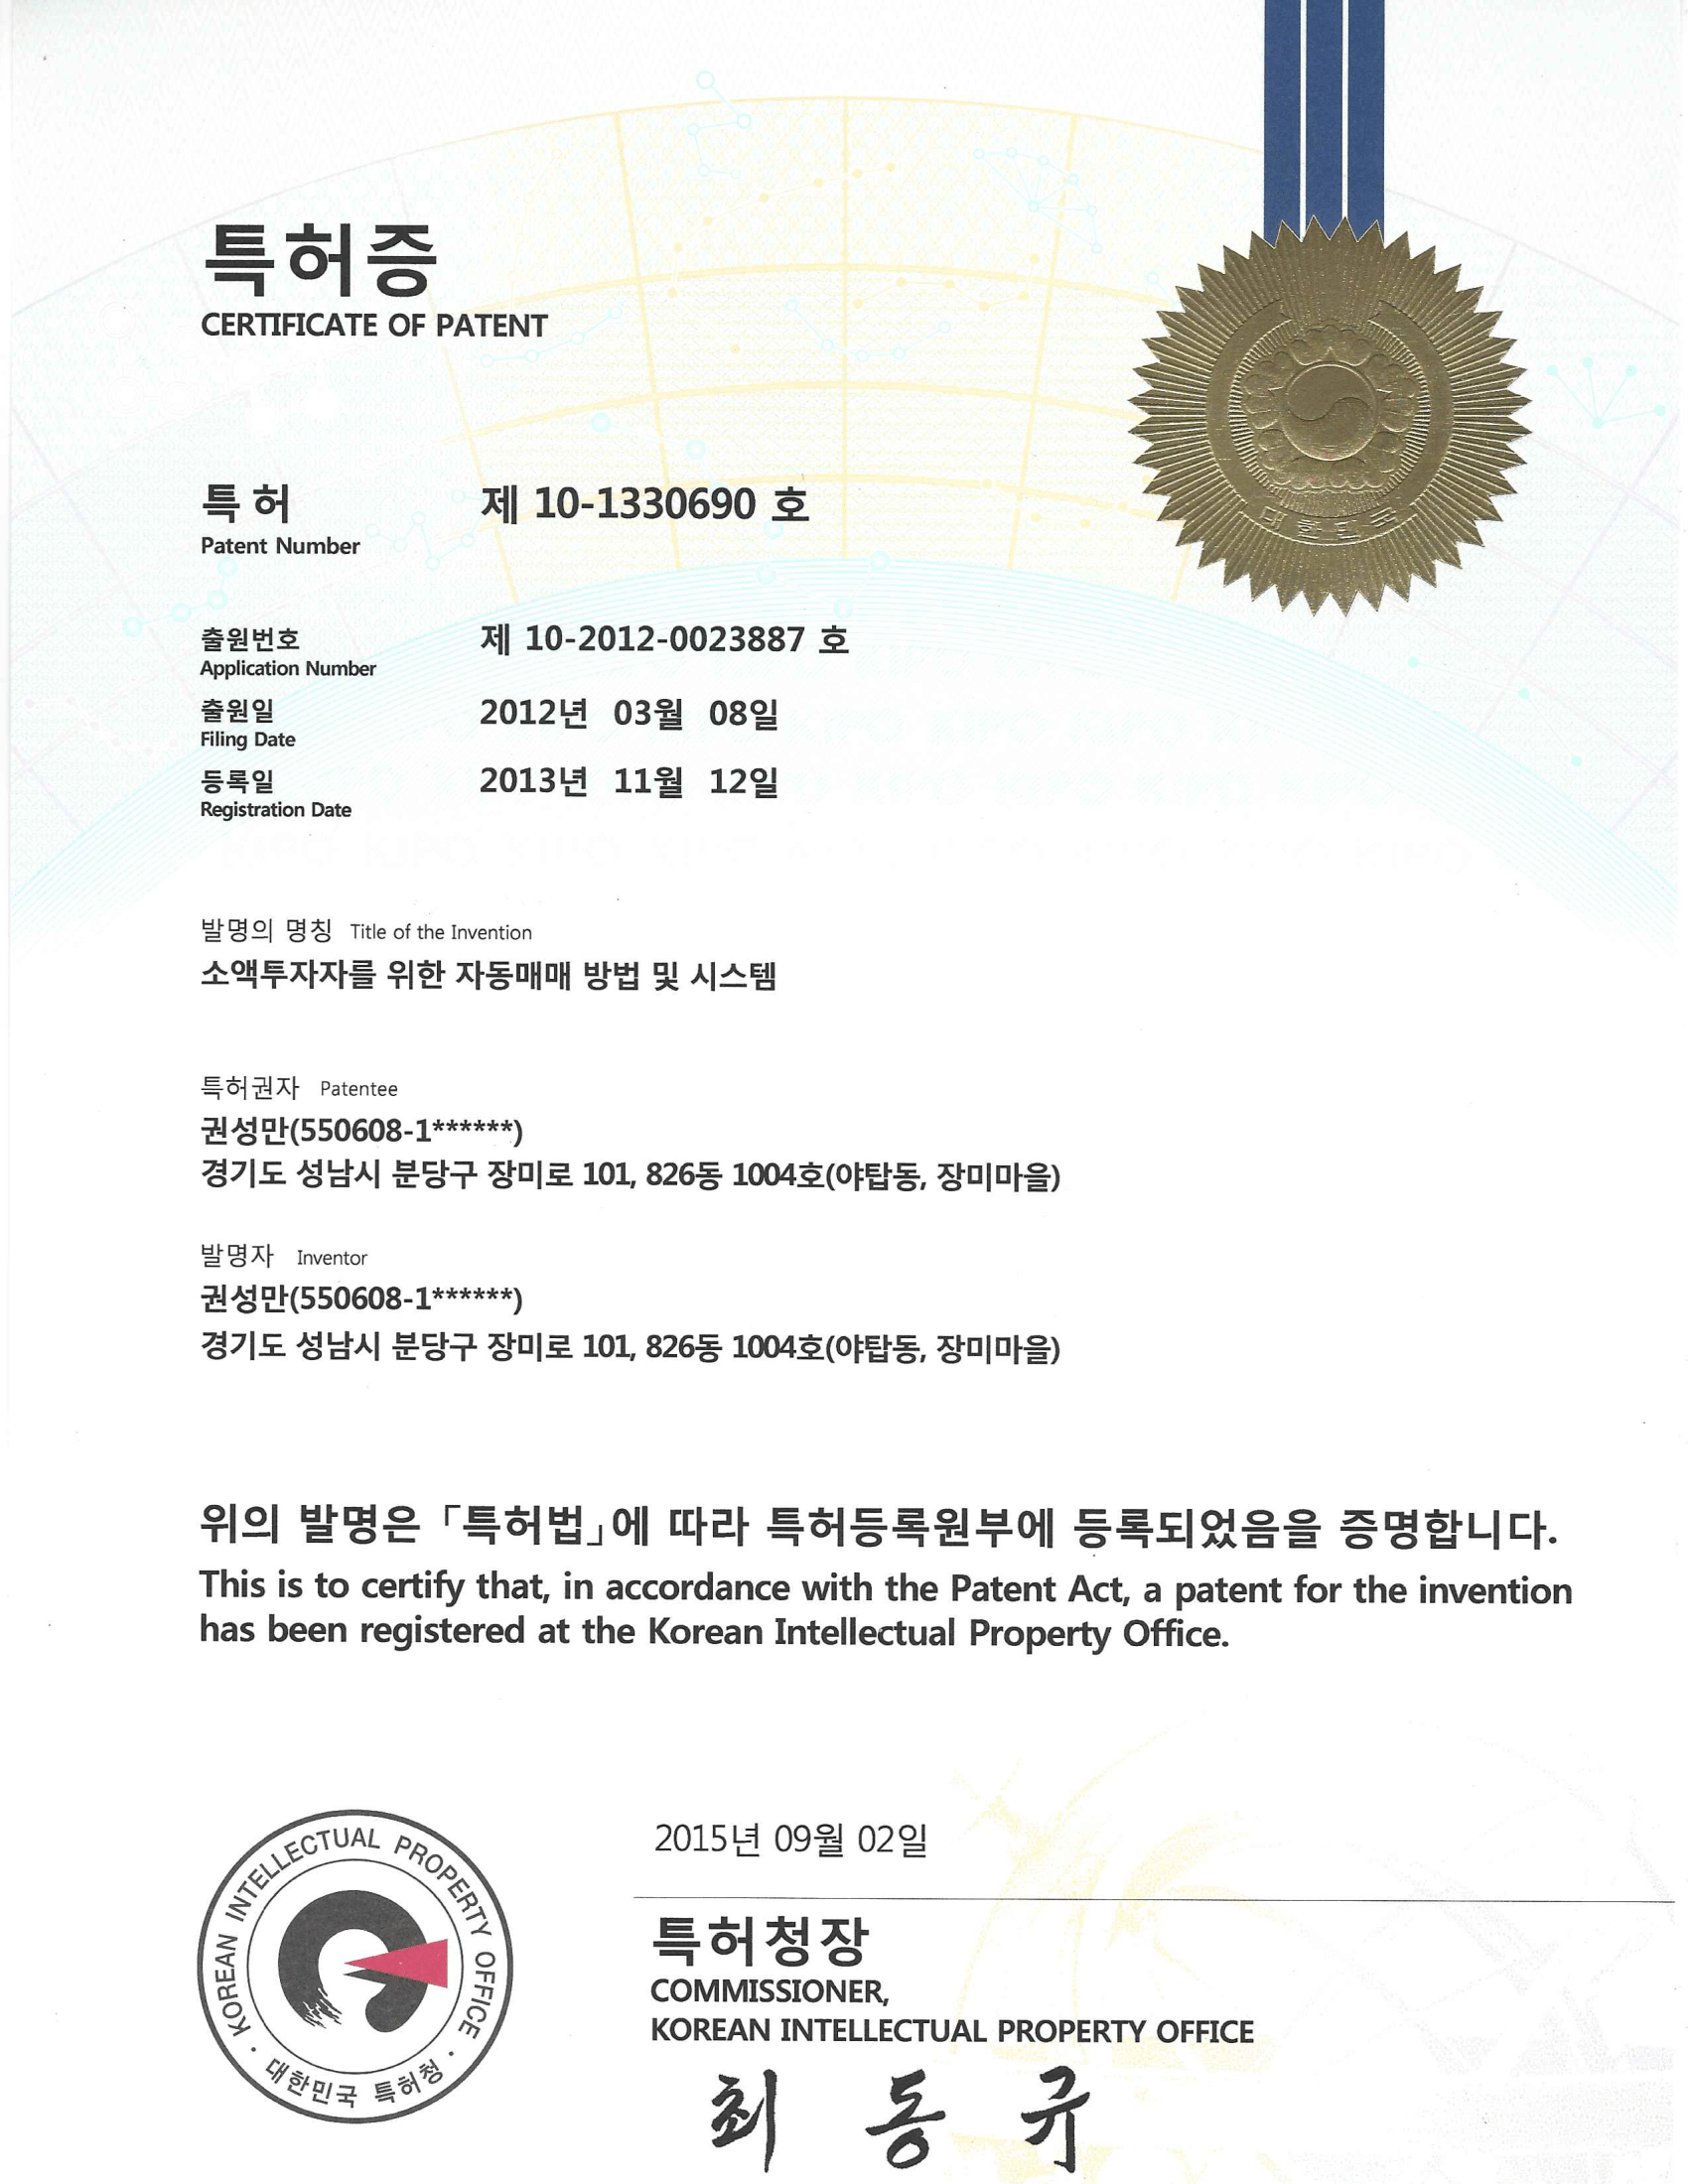 특허증
CERTIFICATE OF PATENT
특허 제 10-1330690 호
Patent Number
출원번호 제 10-2012-0023887 호
Application Number
출원일 2012년 03월 08일
Filing Date
등록일 2013년 11월 12일
Registration Date
발명의 명칭 Title of the Invention
소액투자자를 위한 자동매매 방법 및 시스템
특허권자 Patentee
권성만(550608-1******)
경기도 성남시 분당구 장미로 101, 826동 1004호(야탑동, 장미마을)
발명자 Inventor
권성만(550608-1******)
경기도 성남시 분당구 장미로 101, 826동 1004호(야탑동, 장미마을)
위의 발명은 「특허법」에 따라 특허등록원부에 등록되었음을 증명합니다.
This is to certify that, in accordance with the Patent Act, a patent for the invention
has been registered at the Korean Intellectual Property Office.
2015년 09월 02일
특허청장
COMMISSIONER,
KOREAN INTELLECTUAL PROPERTY OFFICE
최동규
KOREAN INTELLECTUAL PROPERTY OFFICE
대한민국 특허청
대한민국